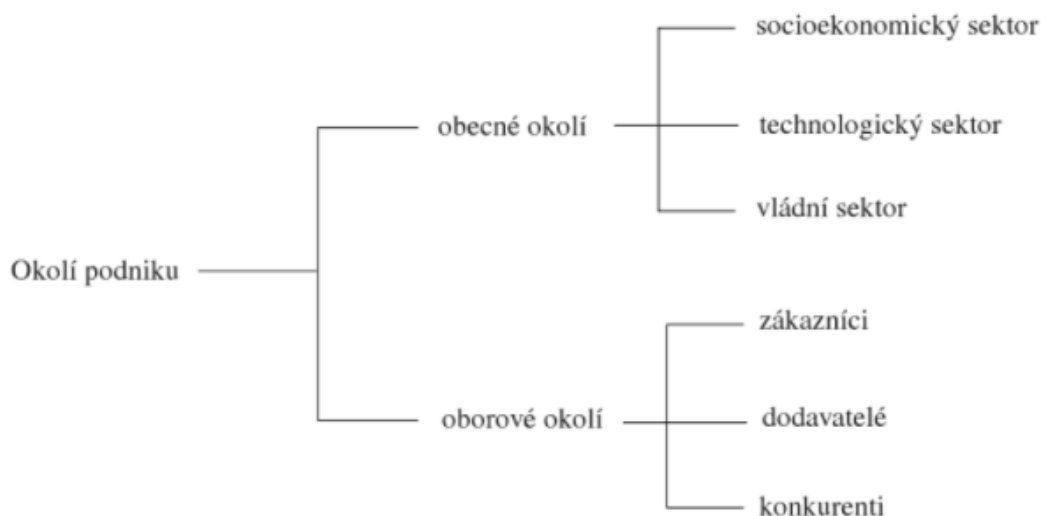 socioekonomický sektor
obecné okolí
technologický sektor
vládní sektor
Okolí podniku
zákazníci
oborové okolí
dodavatelé
konkurenti